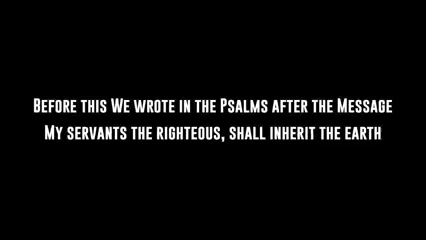 Before this We wrote in the Psalms after the Message
My servants the righteous, shall inherit the earth